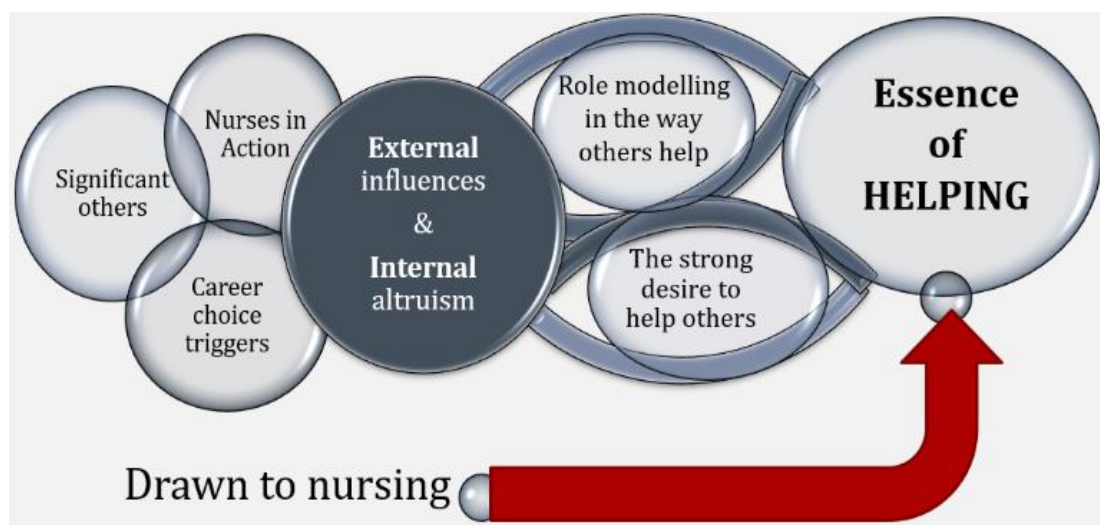 Significant
others
Nurses in
Action
Career
choice
triggers
External
influences
&
Internal
altruism
Role modelling
in the way
others help
The strong
desire to
help others
Essence
of
HELPING
Drawn to nursing